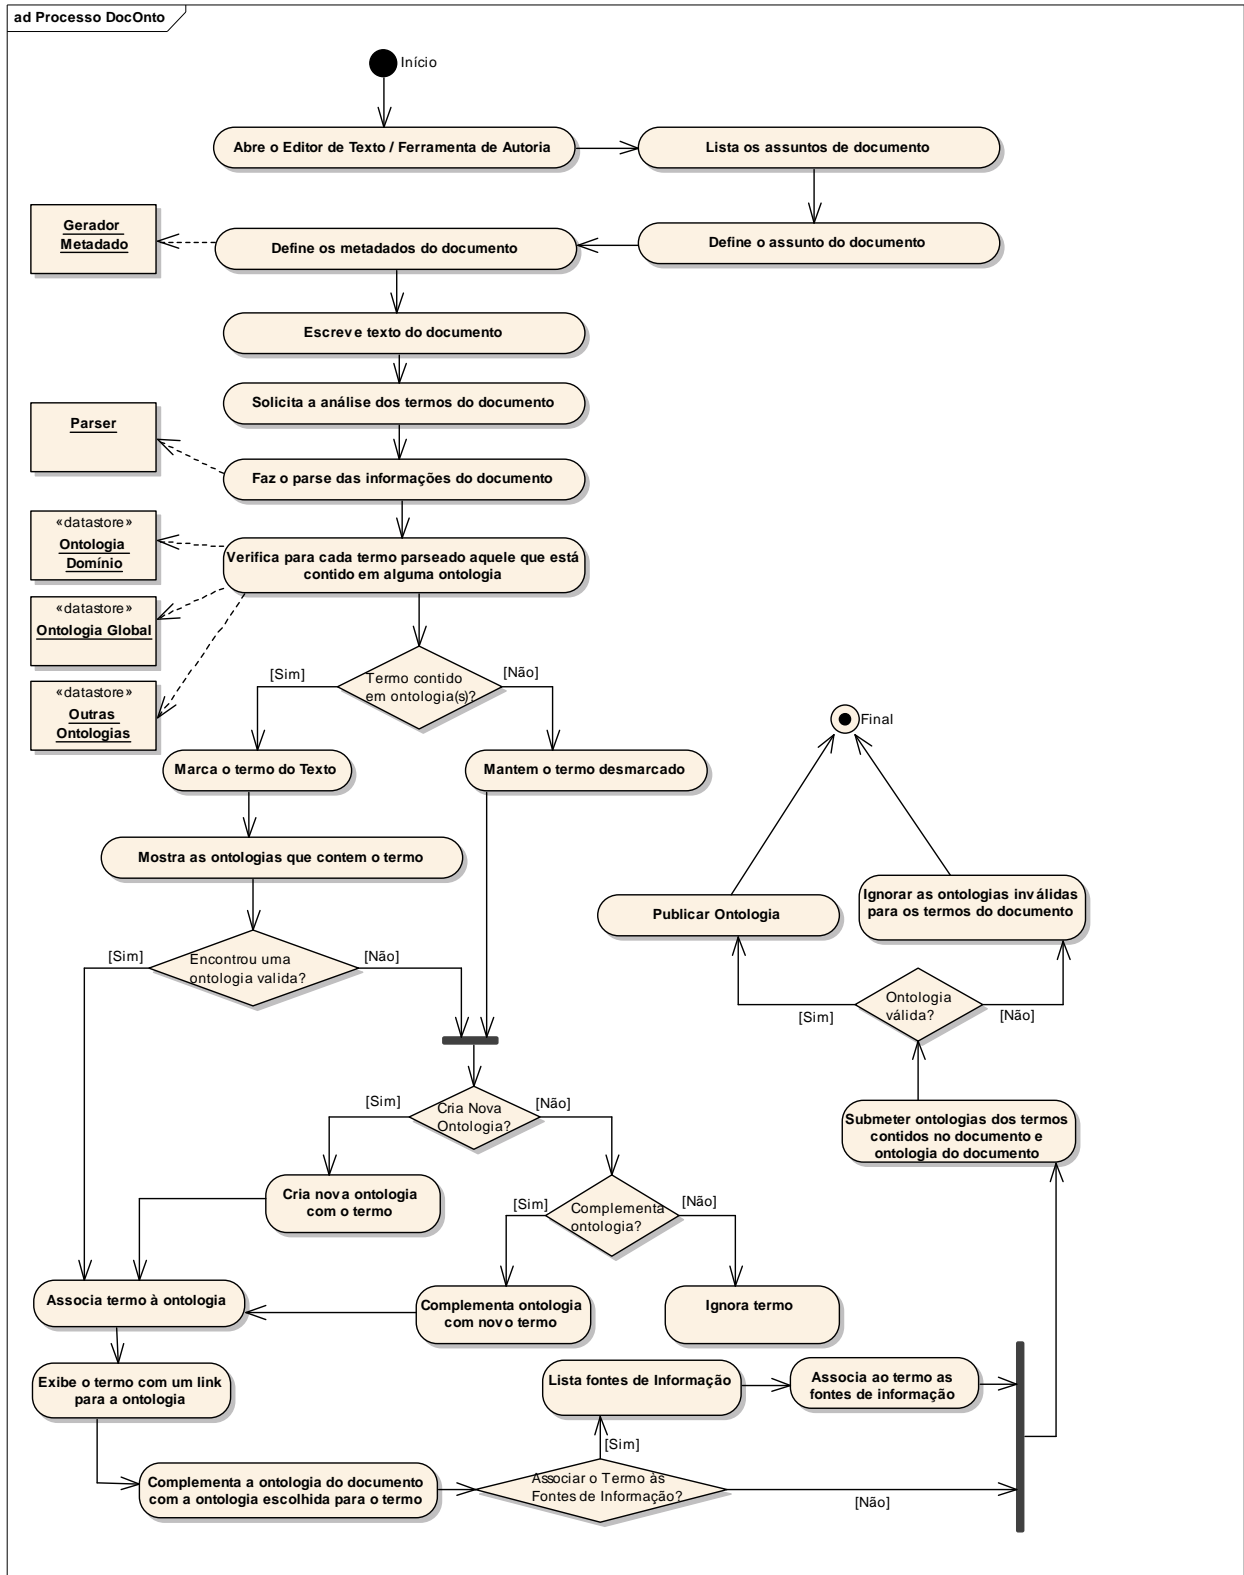 ad Processo DocOnto
Início
Abre o Editor de Texto / Ferramenta de Autoria
Lista os assuntos de documento
Gerador
Metadado
Define os metadados do documento
Define o assunto do documento
Escreve texto do documento
Solicita a análise dos termos do documento
Parser
Faz o parse das informações do documento
«datastore»
Ontologia
Domínio
Verifica para cada termo parseado aquele que está
contido em alguma ontologia
«datastore»
Ontologia Global
«datastore»
Outras
Ontologias
[Sim]
Termo contido
em ontologia(s)?
[Não]
Final
Marca o termo do Texto
Mantem o termo desmarcado
Mostra as ontologias que contem o termo
Publicar Ontologia
Ignorar as ontologias inválidas
para os termos do documento
[Sim]
Encontrou uma
ontologia valida?
[Não]
Ontologia
válida?
[Sim]
[Não]
[Sim]
Cria Nova
Ontologia?
[Não]
Submeter ontologias dos termos
contidos no documento e
ontologia do documento
Cria nova ontologia
com o termo
[Sim]
Complementa
ontologia?
[Não]
Associa termo à ontologia
Complementa ontologia
com novo termo
Ignora termo
Exibe o termo com um link
para a ontologia
Lista fontes de Informação
Associa ao termo as
fontes de informação
[Sim]
Complementa a ontologia do documento
com a ontologia escolhida para o termo
Associar o Termo às
Fontes de Informação?
[Não]